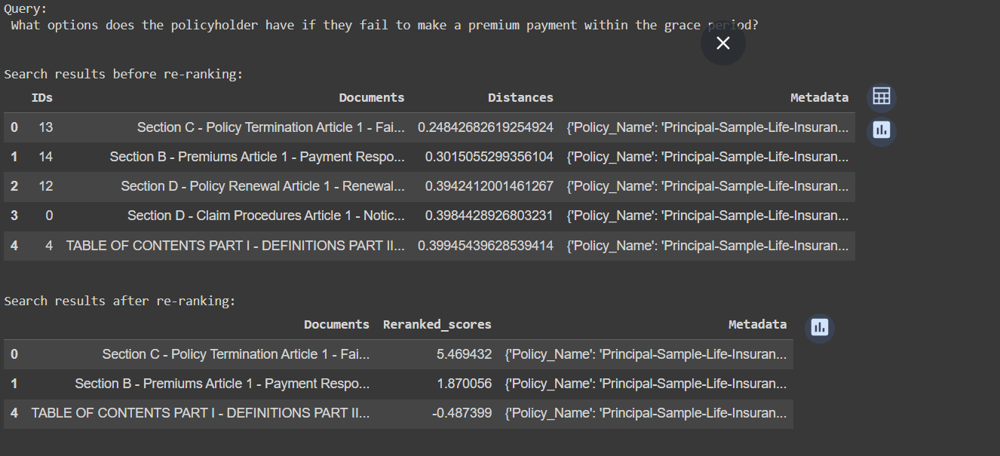 Query:
What options does the policyholder have if they fail to make a premium payment within the grace period?
Search results before re-ranking:
IDs Documents Distances Metadata
0 13 Section C - Policy Termination Article 1 - Fai... 0.24842682619254924 {'Policy_Name': 'Principal-Sample-Life-Insuran...
1 14 Section B - Premiums Article 1 - Payment Respo... 0.3015055299356104 {'Policy_Name': 'Principal-Sample-Life-Insuran...
2 12 Section D - Policy Renewal Article 1 - Renewal... 0.3942412001461267 {'Policy_Name': 'Principal-Sample-Life-Insuran...
3 0 Section D - Claim Procedures Article 1 - Notic... 0.3984428926803231 {'Policy_Name': 'Principal-Sample-Life-Insuran...
4 4 TABLE OF CONTENTS PART I - DEFINITIONS PART II... 0.39945439628539414 {'Policy_Name': 'Principal-Sample-Life-Insuran...
Search results after re-ranking:
Documents Reranked_scores Metadata
0 Section C - Policy Termination Article 1 - Fai... 5.469432 {'Policy_Name': 'Principal-Sample-Life-Insuran...
1 Section B - Premiums Article 1 - Payment Respo... 1.870056 {'Policy_Name': 'Principal-Sample-Life-Insuran...
4 TABLE OF CONTENTS PART I - DEFINITIONS PART II... -0.487399 {'Policy_Name': 'Principal-Sample-Life-Insuran...